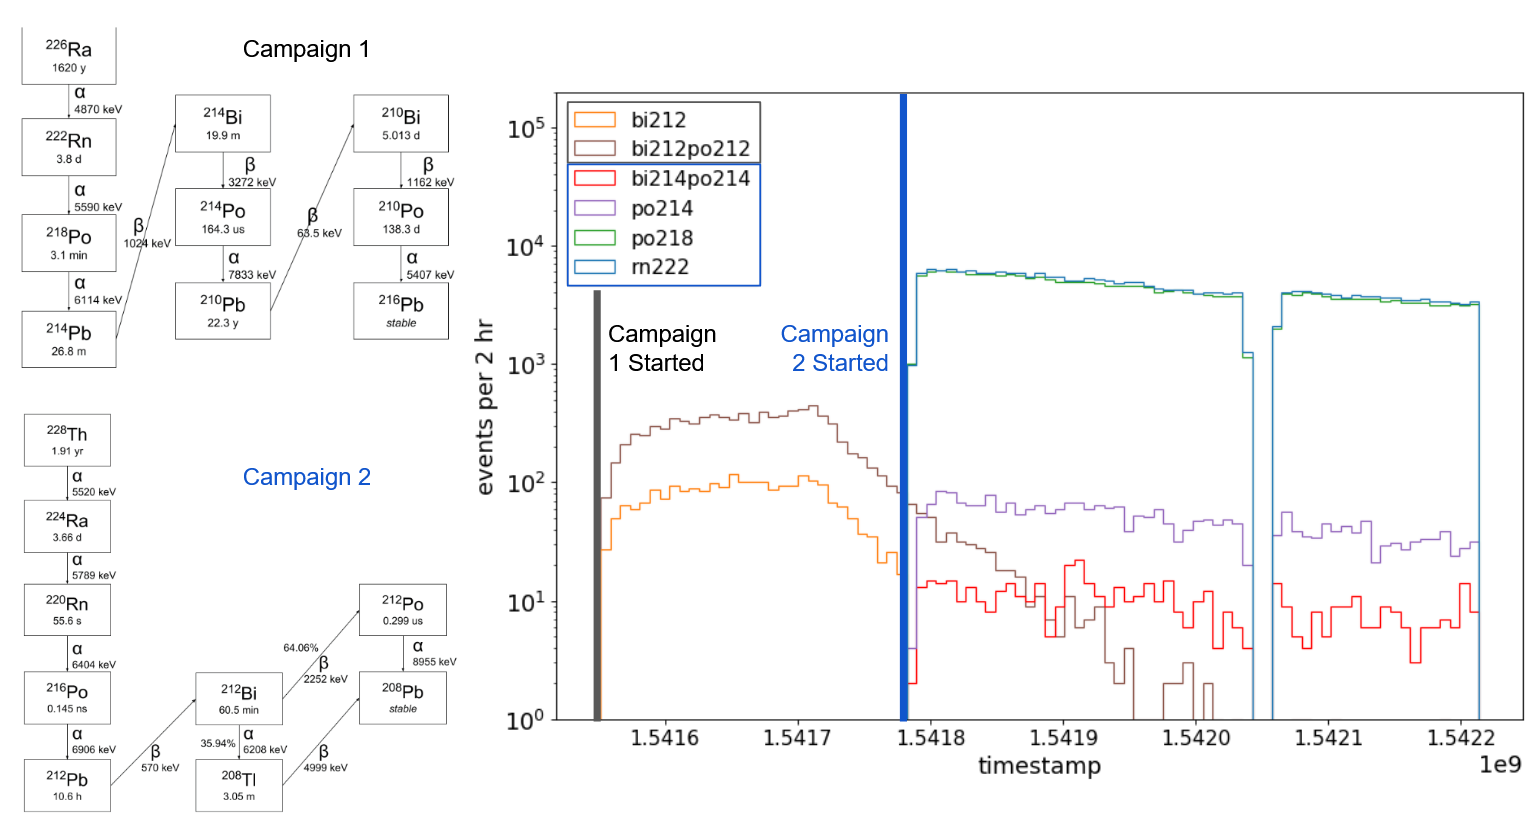 Campaign 1
226Ra
1620 y
α
4870 keV
222Rn
3.8 d
α
5590 keV
218Po
3.1 min
α
6114 keV
214Pb
26.8 m
β
1024 keV
214Bi
19.9 m
β
3272 keV
214Po
164.3 us
α
7833 keV
210Pb
22.3 y
β
63.5 keV
210Bi
5.013 d
β
1162 keV
210Po
138.3 d
α
5407 keV
216Pb
stable
Campaign 2
228Th
1.91 yr
α
5520 keV
224Ra
3.66 d
α
5789 keV
220Rn
55.6 s
α
6404 keV
216Po
0.145 ns
α
6906 keV
212Pb
10.6 h
β
570 keV
212Bi
60.5 min
35.94%
α
6208 keV
208Tl
3.05 m
β
4999 keV
64.06%
β
2252 keV
212Po
0.299 us
α
8955 keV
208Pb
stable
bi212
bi212po212
bi214po214
po214
po218
rn222
Campaign
1 Started
Campaign
2 Started
events per 2 hr
10^5
10^4
10^3
10^2
10^1
10^0
1.5416
1.5417
1.5418
1.5419
1.5420
1.5421
1.5422
timestamp
1e9